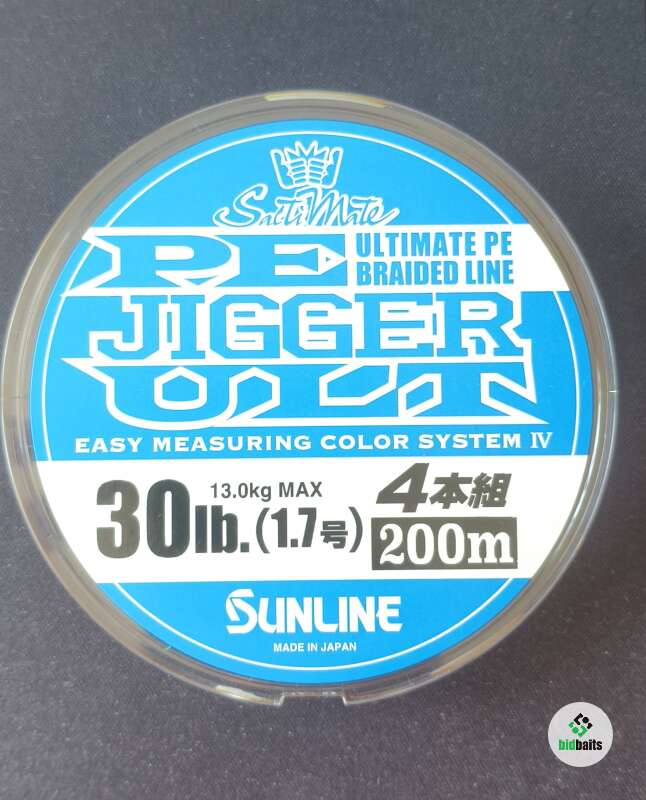 SaltiMate
PE
ULTIMATE PE
BRAIDED LINE
JIGGER
ULT
EASY MEASURING COLOR SYSTEM IV
30lb.(1.7号)
13.0kg MAX
4本組
200m
SUNLINE
MADE IN JAPAN
bidbaits